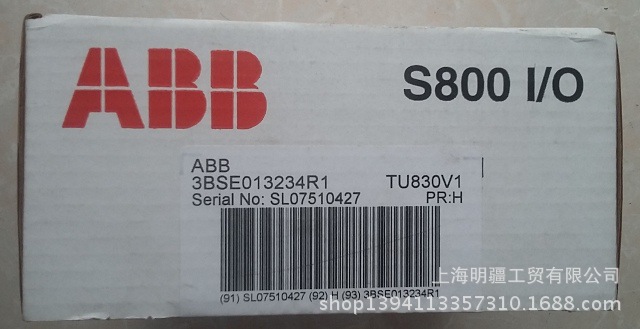 ABB
S800 I/O
ABB
3BSE013234R1 TU830V1
Serial No: SL07510427 PR:H
(91) SL07510427 (92) H (93) 3BSE013234R1
上海明疆工贸有限公司
shop1394113357310.1688.com